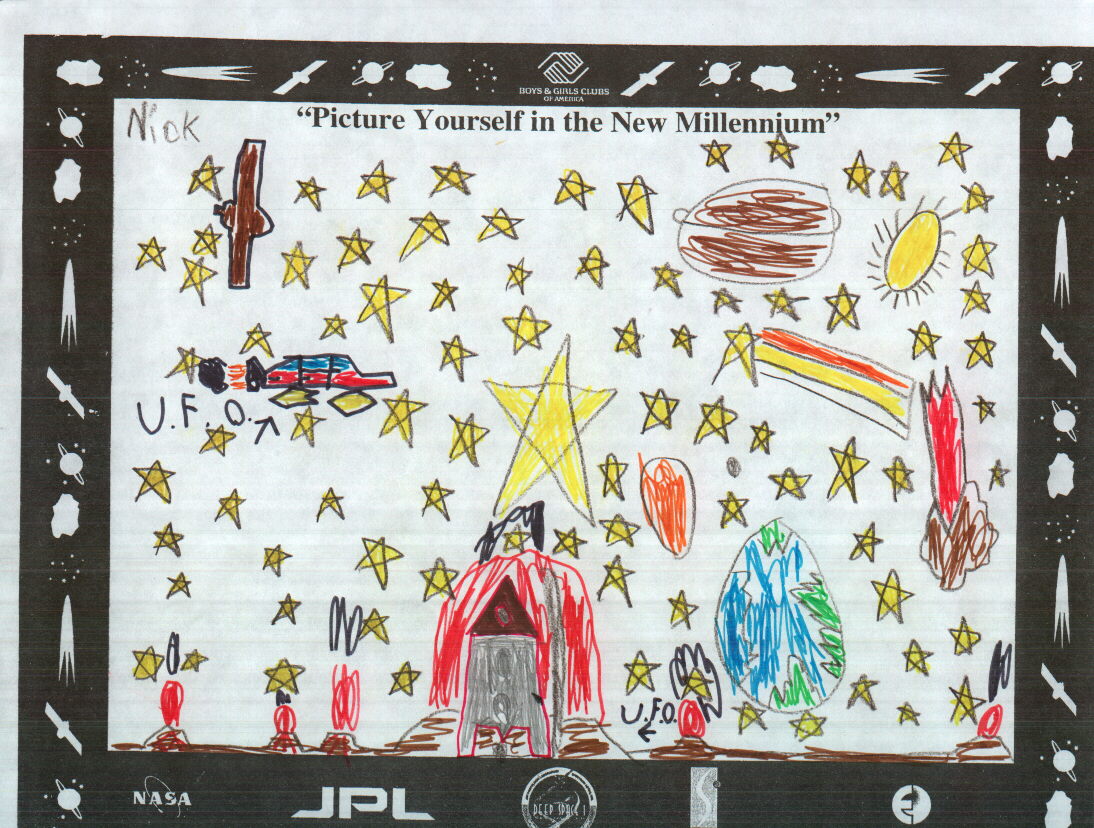 BOYS & GIRLS CLUBS
OF AMERICA
"Picture Yourself in the New Millennium"
Nick
U.F.O.
U.F.O.
NASA
JPL
DEEP SPACE 1